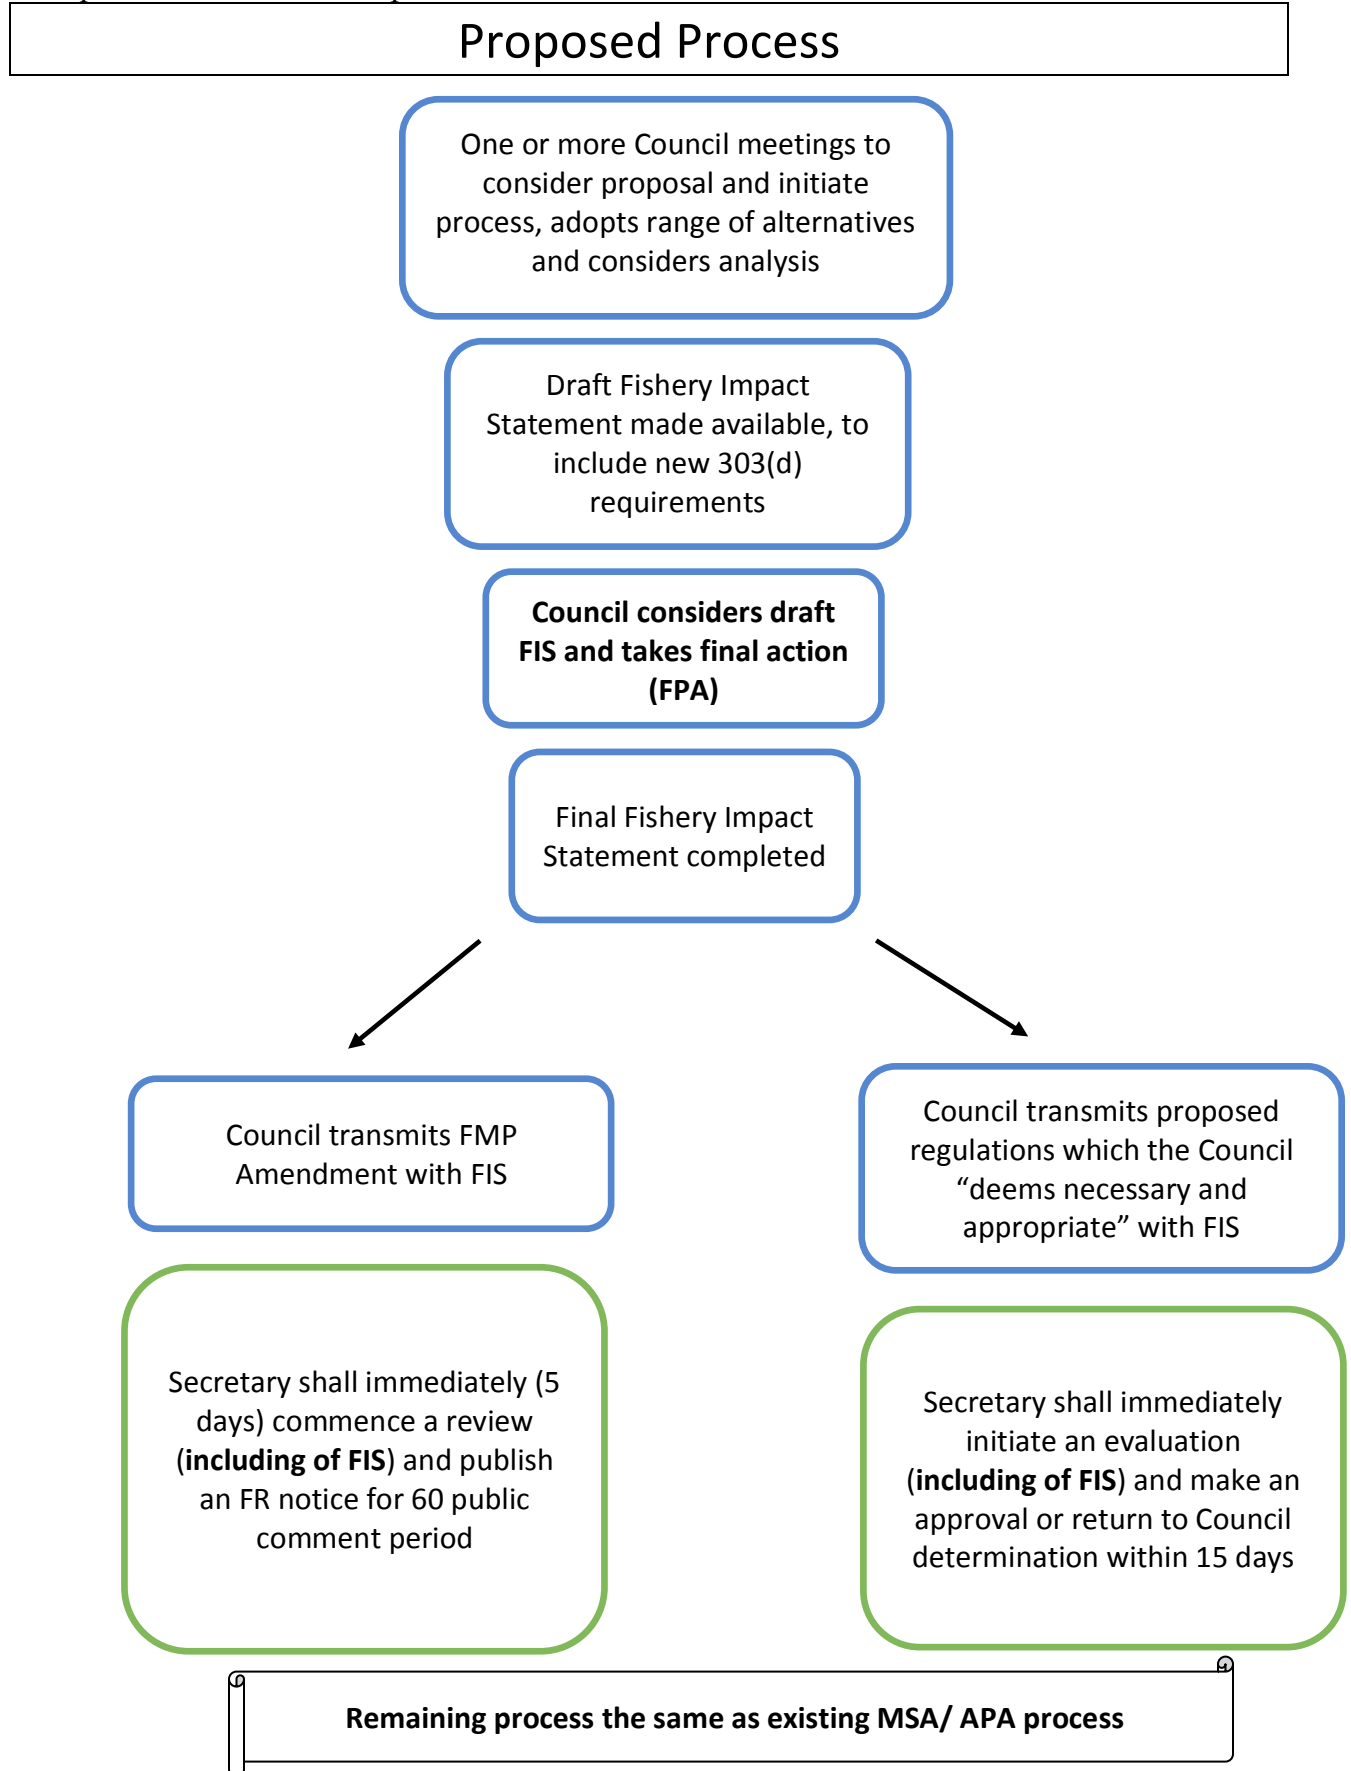 Proposed Process
One or more Council meetings to
consider proposal and initiate
process, adopts range of alternatives
and considers analysis
Draft Fishery Impact
Statement made available, to
include new 303(d)
requirements
Council considers draft
FIS and takes final action
(FPA)
Final Fishery Impact
Statement completed
Council transmits FMP
Amendment with FIS
Secretary shall immediately (5
days) commence a review
(including of FIS) and publish
an FR notice for 60 public
comment period
Council transmits proposed
regulations which the Council
“deems necessary and
appropriate” with FIS
Secretary shall immediately
initiate an evaluation
(including of FIS) and make an
approval or return to Council
determination within 15 days
Remaining process the same as existing MSA/ APA process